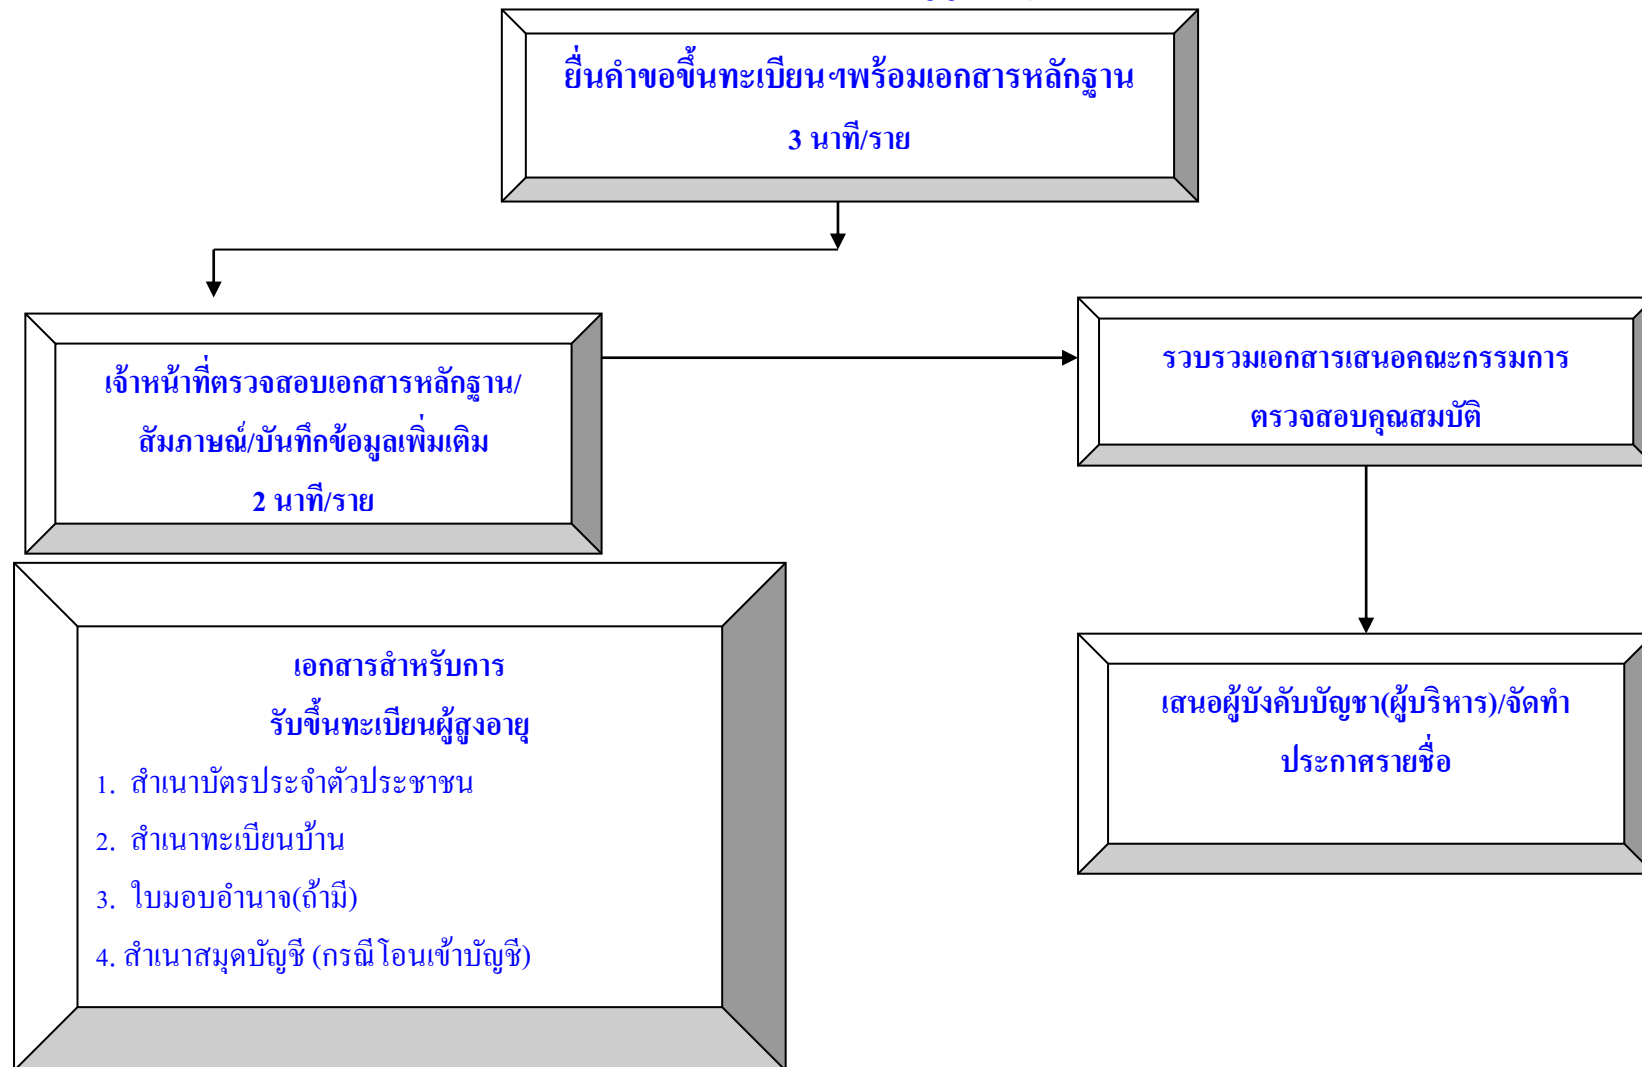 ยื่นคำขอขึ้นทะเบียนฯพร้อมเอกสารหลักฐาน
3 นาที/ราย
เจ้าหน้าที่ตรวจสอบเอกสารหลักฐาน/
สัมภาษณ์/บันทึกข้อมูลเพิ่มเติม
2 นาที/ราย
รวบรวมเอกสารเสนอคณะกรรมการ
ตรวจสอบคุณสมบัติ
เสนอผู้บังคับบัญชา(ผู้บริหาร)/จัดทำ
ประกาศรายชื่อ
เอกสารสำหรับการ
รับขึ้นทะเบียนผู้สูงอายุ
1. สำเนาบัตรประจำตัวประชาชน
2. สำเนาทะเบียนบ้าน
3. ใบมอบอำนาจ(ถ้ามี)
4. สำเนาสมุดบัญชี (กรณีโอนเข้าบัญชี)